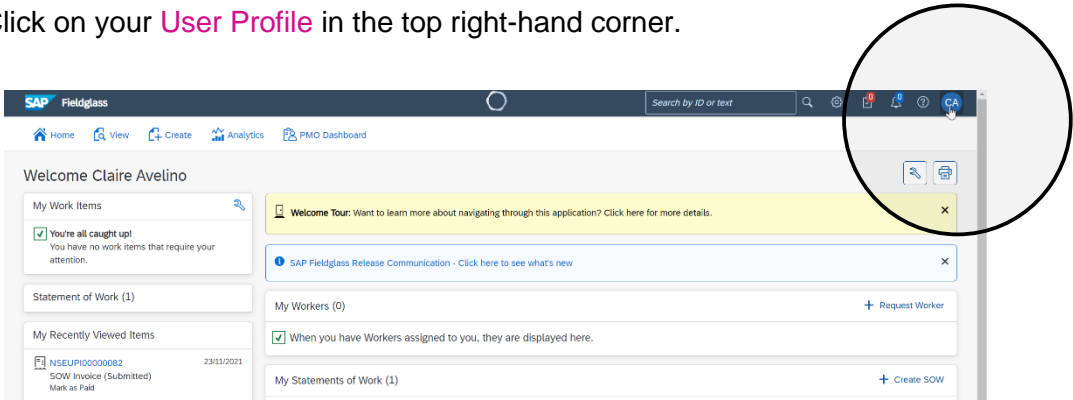 Click on your User Profile in the top right-hand corner.
SAP Fieldglass
Search by ID or text
0
0
CA
Home View Create Analytics PMO Dashboard
Welcome Claire Avelino
My Work Items
You're all caught up!
You have no work items that require your
attention.
Statement of Work (1)
My Recently Viewed Items
NSEUPI00000082 23/11/2021
SOW Invoice (Submitted)
Mark as Paid
Welcome Tour: Want to learn more about navigating through this application? Click here for more details.
SAP Fieldglass Release Communication - Click here to see what's new
My Workers (0) + Request Worker
When you have Workers assigned to you, they are displayed here.
My Statements of Work (1) + Create SOW